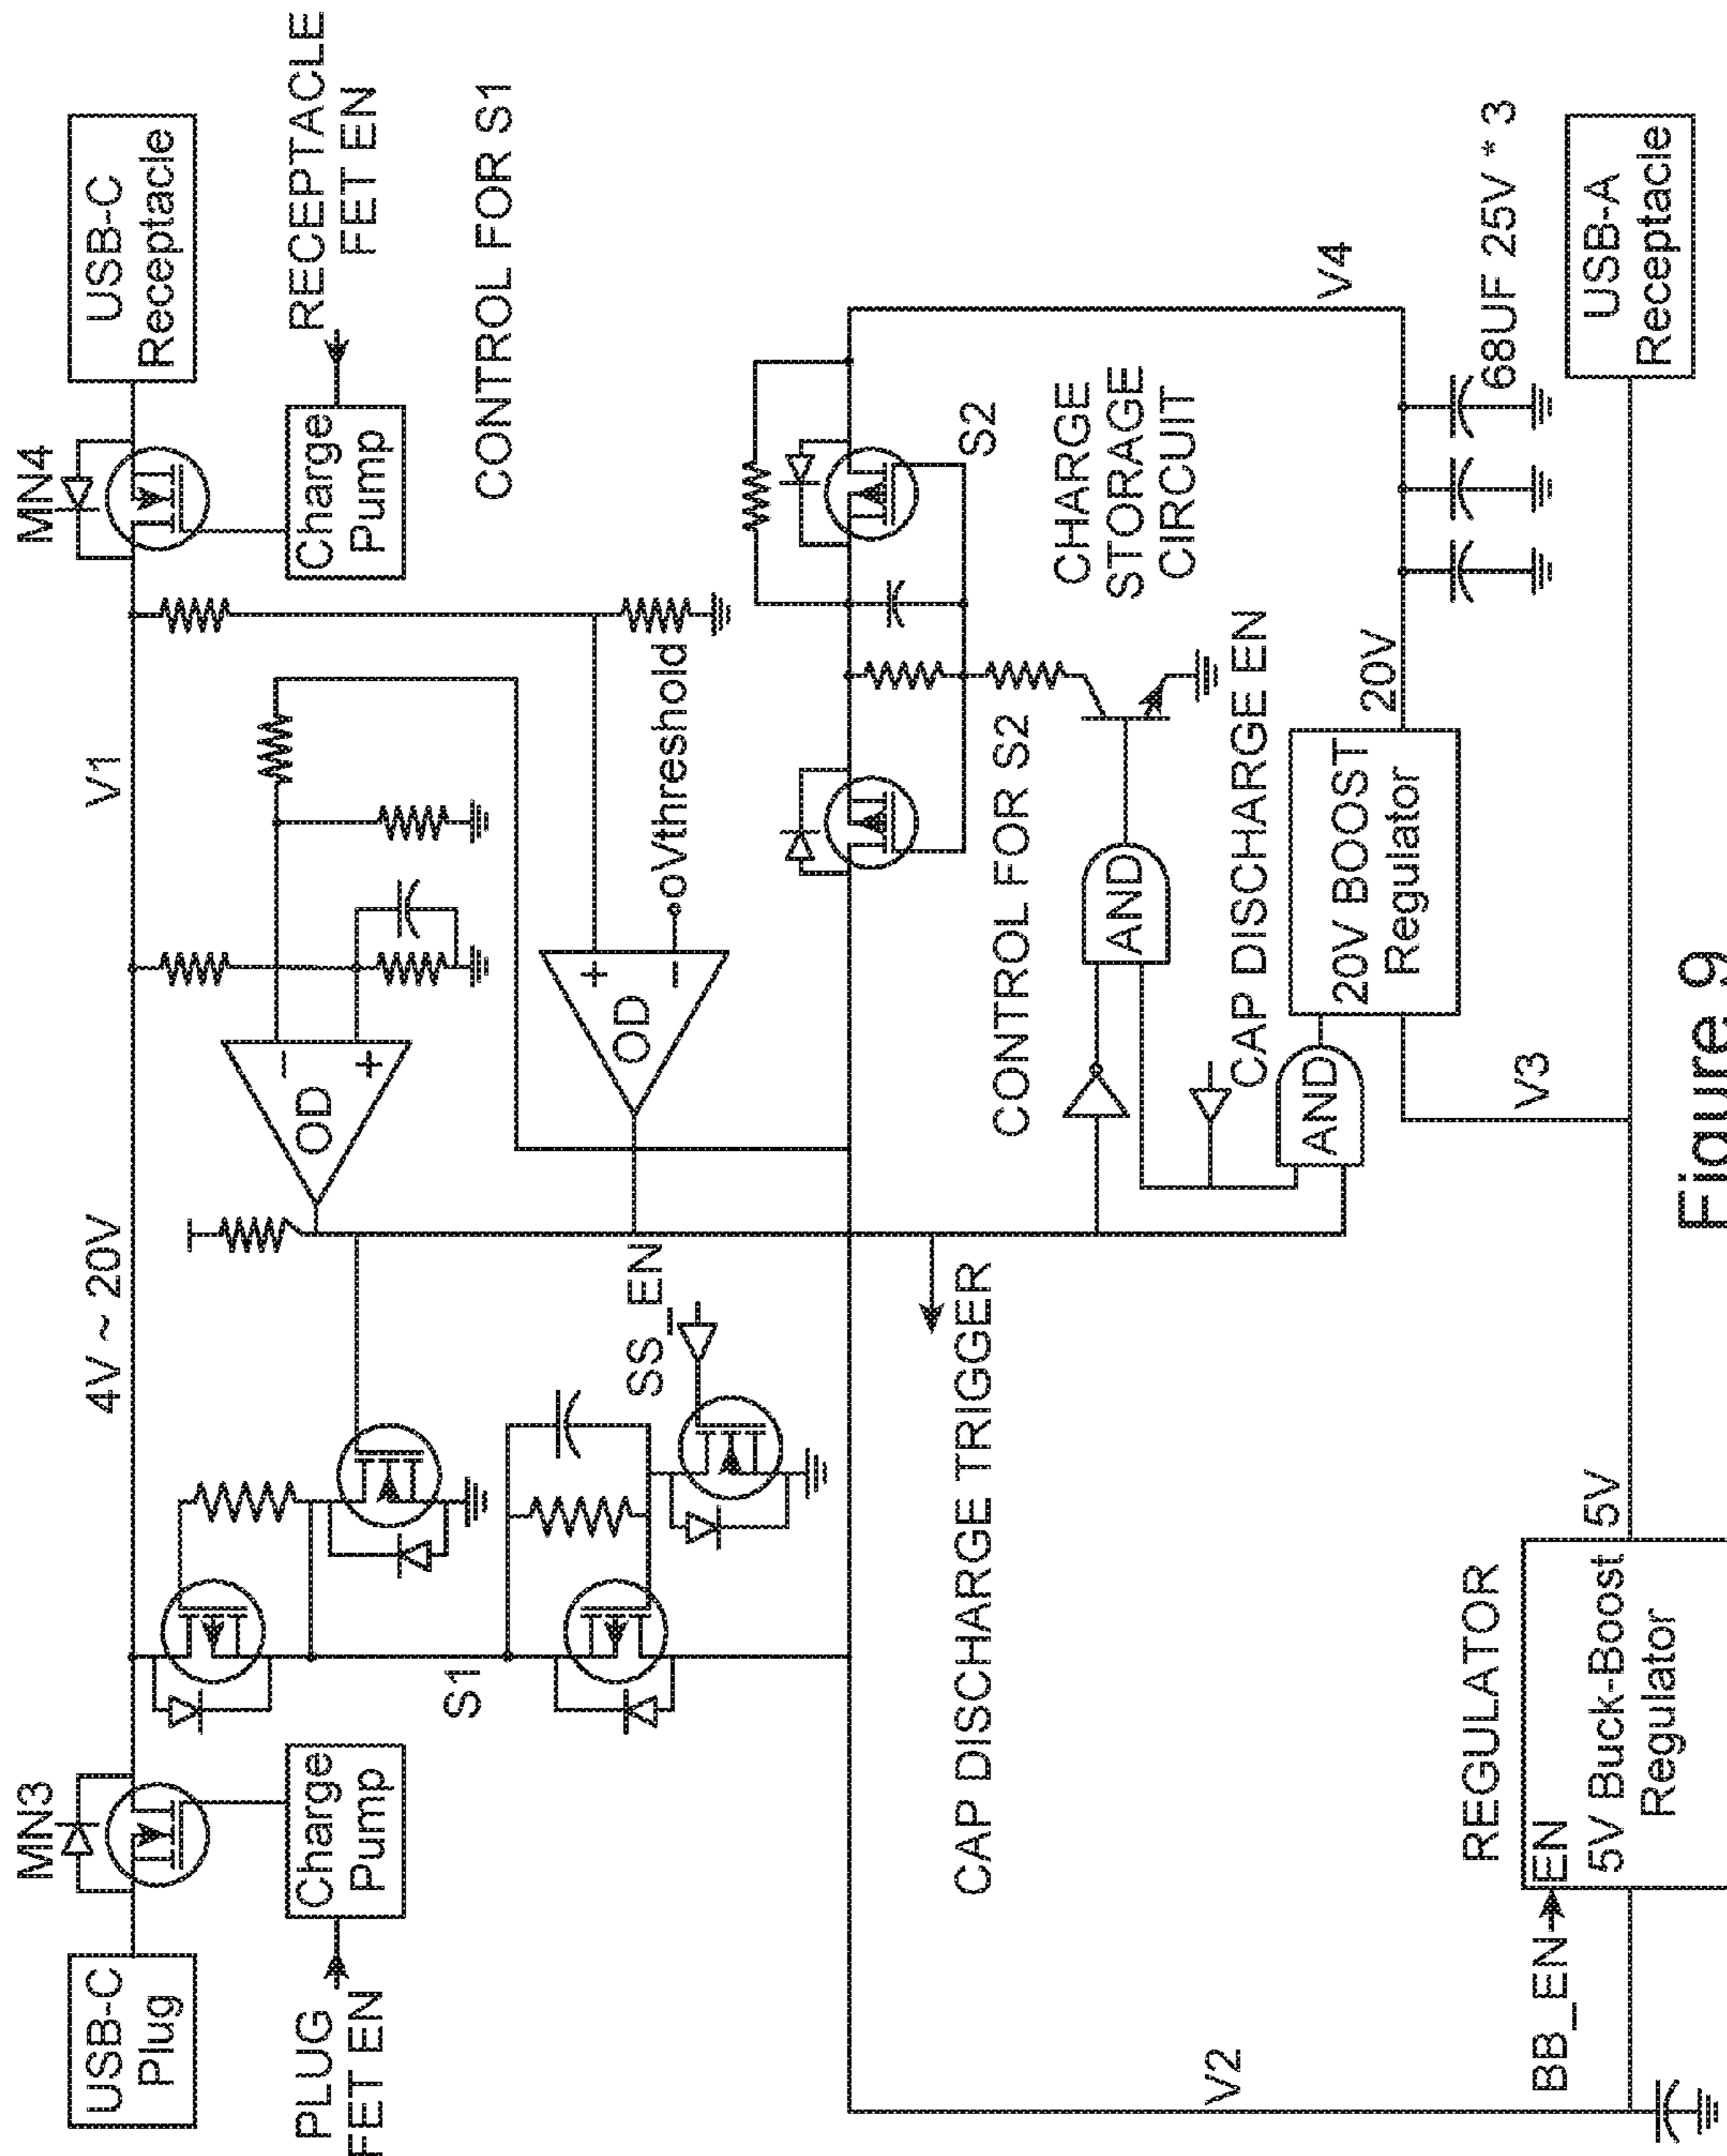 MN3
MN4
USB-C
Plug
4V ~ 20V
V1
USB-C
Receptacle
PLUG
FET EN
Charge
Pump
Charge
Pump
RECEPTACLE
FET EN
S1
OD
−
+
CONTROL FOR S1
SS_EN
OD
+
−
oVthreshold
S2
CAP DISCHARGE TRIGGER
CONTROL FOR S2
CHARGE
STORAGE
CIRCUIT
AND
CAP DISCHARGE EN
V2
V4
AND
20V BOOST
Regulator
20V
68UF 25V * 3
REGULATOR
BB_EN
EN
5V Buck-Boost
Regulator
5V
V3
USB-A
Receptacle
Figure 9